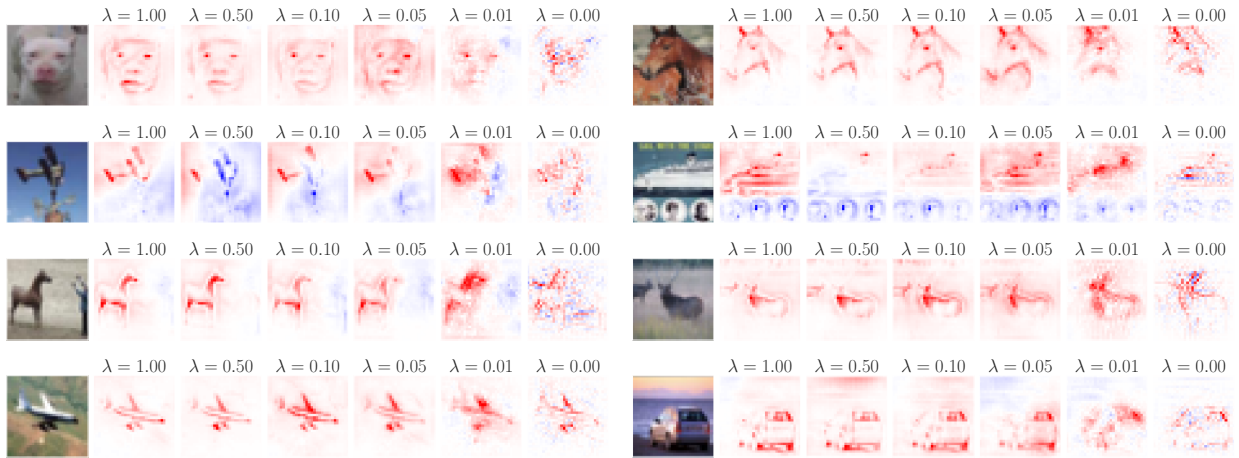 λ = 1.00 λ = 0.50 λ = 0.10 λ = 0.05 λ = 0.01 λ = 0.00 λ = 1.00 λ = 0.50 λ = 0.10 λ = 0.05 λ = 0.01 λ = 0.00
λ = 1.00 λ = 0.50 λ = 0.10 λ = 0.05 λ = 0.01 λ = 0.00 λ = 1.00 λ = 0.50 λ = 0.10 λ = 0.05 λ = 0.01 λ = 0.00
λ = 1.00 λ = 0.50 λ = 0.10 λ = 0.05 λ = 0.01 λ = 0.00 λ = 1.00 λ = 0.50 λ = 0.10 λ = 0.05 λ = 0.01 λ = 0.00
λ = 1.00 λ = 0.50 λ = 0.10 λ = 0.05 λ = 0.01 λ = 0.00 λ = 1.00 λ = 0.50 λ = 0.10 λ = 0.05 λ = 0.01 λ = 0.00